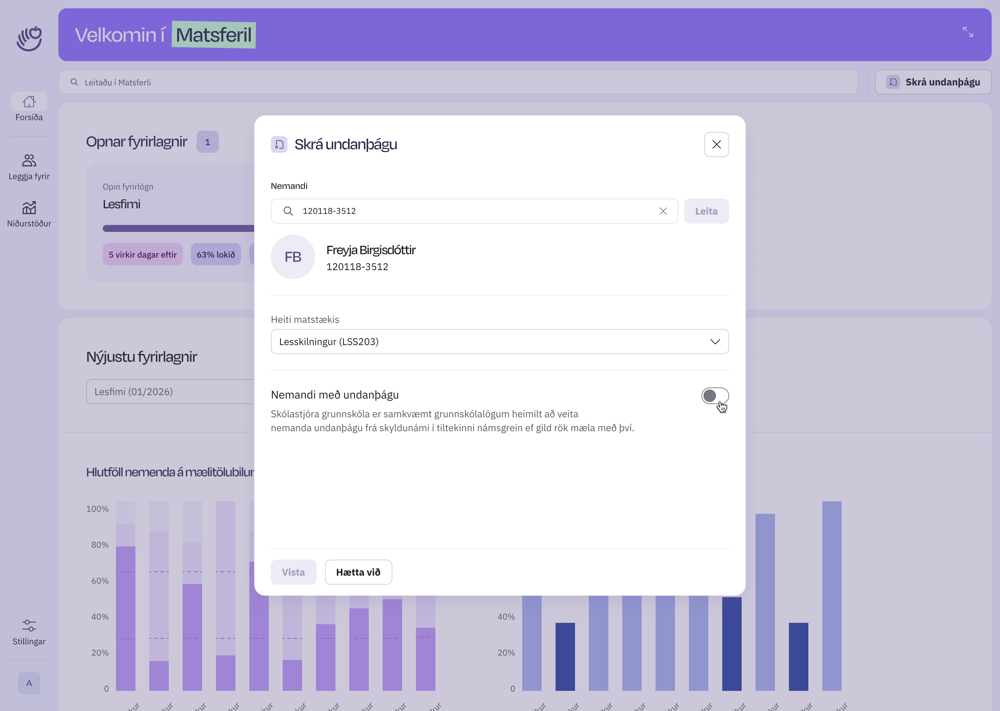 Velkomin í Matsferil
Leitaðu í Matsferli
Skrá undanþágu
Forsíða
Leggja fyrir
Niðurstöður
Stillingar
A
Opnar fyrirlagnir 1
Opin fyrirlögn
Lesfimi
5 virkir dagar eftir
63% lokið
Nýjustu fyrirlagnir
Lesfimi (01/2026)
Hlutföll nemenda á mælitölubilum
100%
80%
60%
40%
20%
0
40%
20%
0
Skrá undanþágu
Nemandi
120118-3512
Leita
FB
Freyja Birgisdóttir
120118-3512
Heiti matstækis
Lesskilningur (LSS203)
Nemandi með undanþágu
Skólastjóra grunnskóla er samkvæmt grunnskólalögum heimilt að veita
nemanda undanþágu frá skyldunámi í tiltekinni námsgrein ef gild rök mæla með því.
Vista
Hætta við